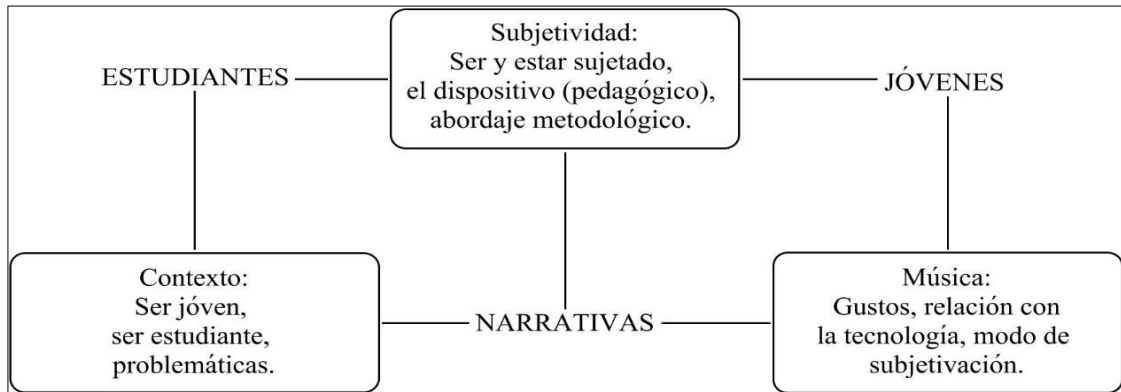 Subjetividad:
Ser y estar sujetado,
el dispositivo (pedagógico),
abordaje metodológico.
ESTUDIANTES
JÓVENES
Contexto:
Ser jóven,
ser estudiante,
problemáticas.
NARRATIVAS
Música:
Gustos, relación con
la tecnología, modo de
subjetivación.